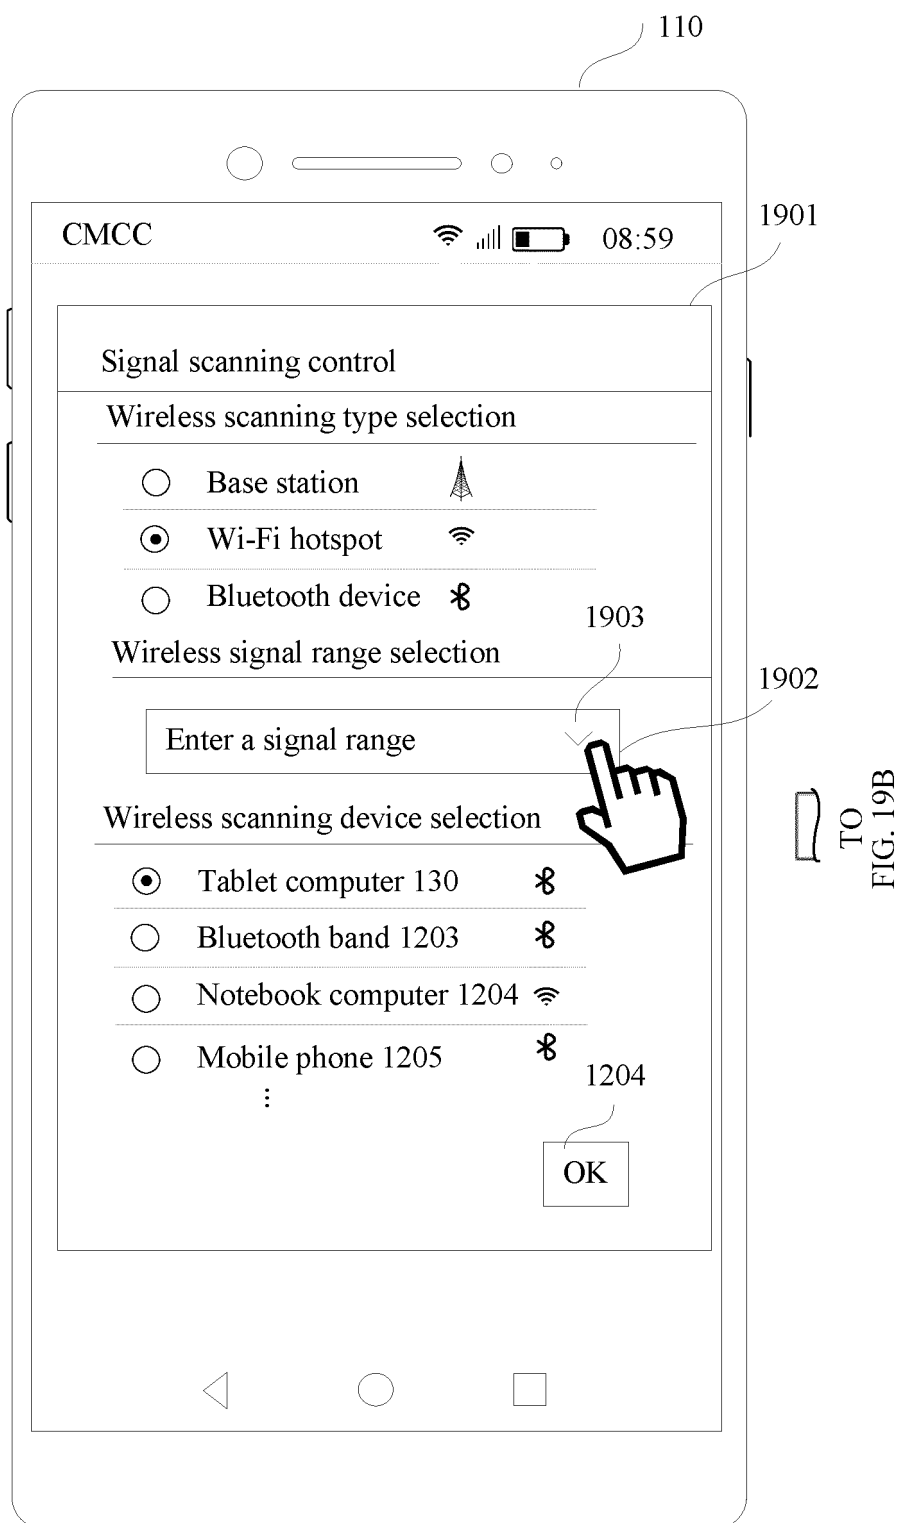 110
CMCC 08:59
1901
Signal scanning control
Wireless scanning type selection
Base station
Wi-Fi hotspot
Bluetooth device
1903
Wireless signal range selection
1902
Enter a signal range
Wireless scanning device selection
TO
FIG. 19B
Tablet computer 130
Bluetooth band 1203
Notebook computer 1204
Mobile phone 1205
⋮
1204
OK